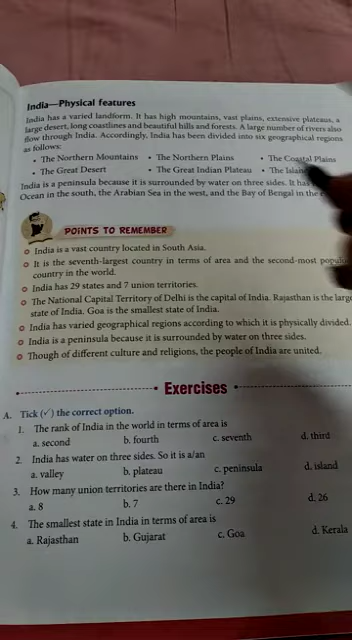 India—Physical features
India has a varied landform. It has high mountains, vast plains, extensive plateaus, a
large desert, long coastlines and beautiful hills and forests. A large number of rivers also
flow through India. Accordingly, India has been divided into six geographical regions
as follows:
• The Northern Mountains • The Northern Plains • The Coastal Plains
• The Great Desert • The Great Indian Plateau • The
India is a peninsula because it is surrounded by water on three sides. It has
Ocean in the south, the Arabian Sea in the west, and the Bay of Bengal in the
POINTS TO REMEMBER
India is a vast country located in South Asia.
It is the seventh-largest country in terms of area and the second-most
country in the world.
India has 29 states and 7 union territories.
The National Capital Territory of Delhi is the capital of India. Rajasthan is the
state of India. Goa is the smallest state of India.
India has varied geographical regions according to which it is physically divided.
India is a peninsula because it is surrounded by water on three sides.
Though of different culture and religions, the people of India are united.
Exercises
A. Tick (✓) the correct option.
1. The rank of India in the world in terms of area is
a. second b. fourth c. seventh d. third
2. India has water on three sides. So it is a/an
a. valley b. plateau c. peninsula d. island
3. How many union territories are there in India?
a. 8 b. 7 c. 29 d. 26
4. The smallest state in India in terms of area is
a. Rajasthan b. Gujarat c. Goa d. Kerala